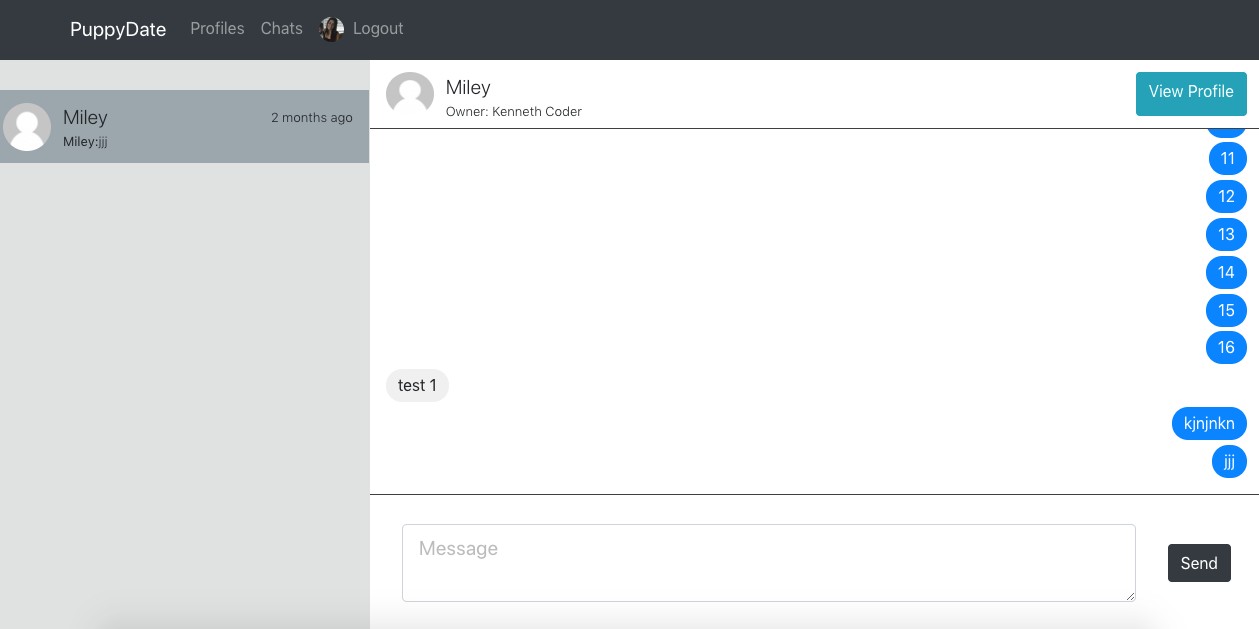 PuppyDate Profiles Chats Logout
Miley 2 months ago
Miley:jjj
Miley
Owner: Kenneth Coder
View Profile
11
12
13
14
15
16
test 1
kjnjnkn
jjj
Message
Send